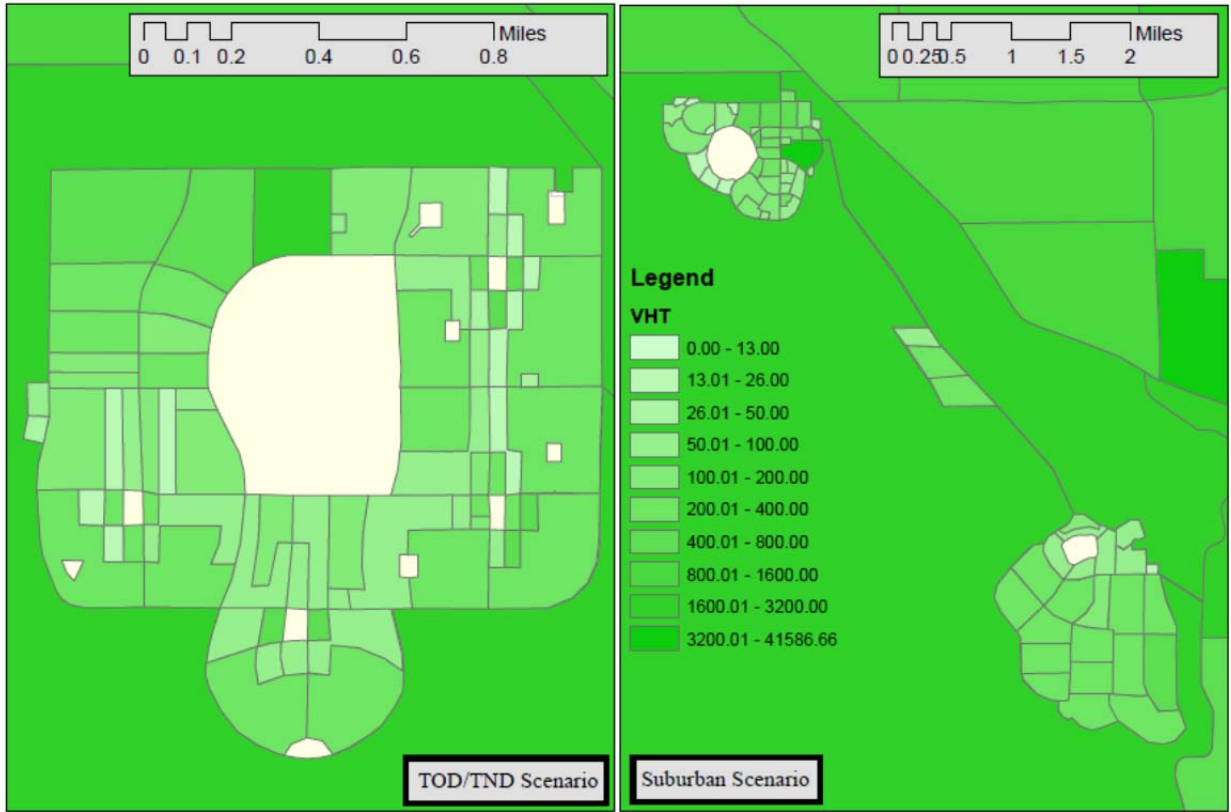 Miles
0 0.1 0.2 0.4 0.6 0.8
TOD/TND Scenario
Miles
0 0.25 0.5 1 1.5 2
Legend
VHT
0.00 - 13.00
13.01 - 26.00
26.01 - 50.00
50.01 - 100.00
100.01 - 200.00
200.01 - 400.00
400.01 - 800.00
800.01 - 1600.00
1600.01 - 3200.00
3200.01 - 41586.66
Suburban Scenario